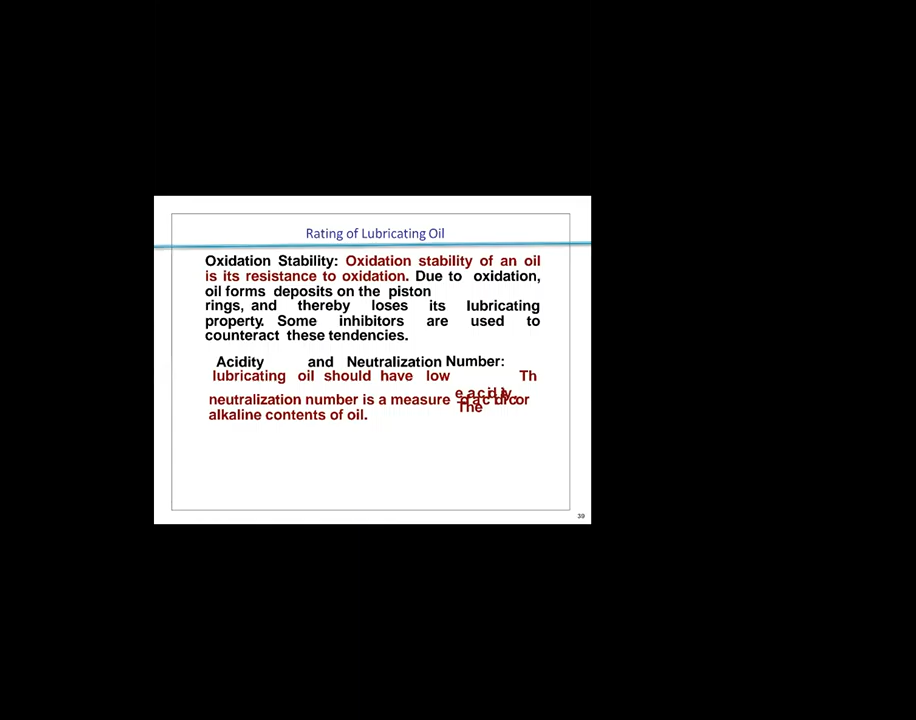 Rating of Lubricating Oil
Oxidation Stability: Oxidation stability of an oil
is its resistance to oxidation. Due to oxidation,
oil forms deposits on the piston
rings, and thereby loses its lubricating
property. Some inhibitors are used to
counteract these tendencies.
Acidity and Neutralization Number:
lubricating oil should have low Th
e acidity.
neutralization number is a measure or
The
alkaline contents of oil.
39